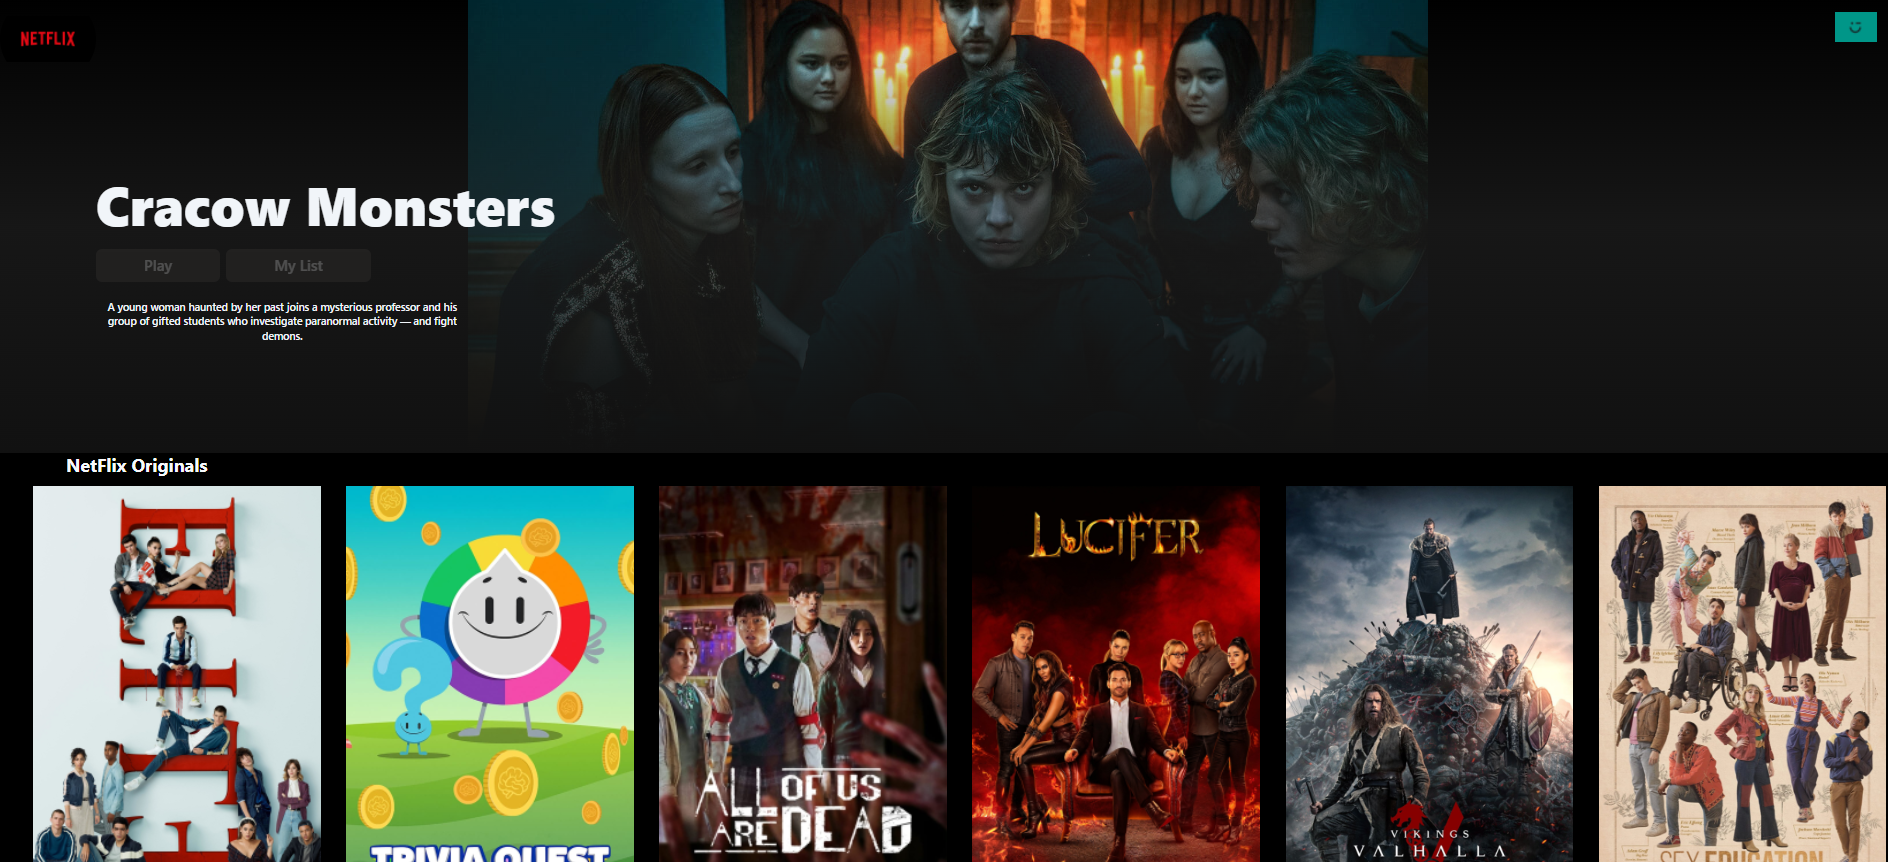 NETFLIX
Cracow Monsters
Play
My List
A young woman haunted by her past joins a mysterious professor and his
group of gifted students who investigate paranormal activity — and fight
demons.
NetFlix Originals
TRIVIA QUEST
ALL OF US
ARE DEAD
LUCIFER
VIKINGS
VALHALLA
SEX EDUCATION